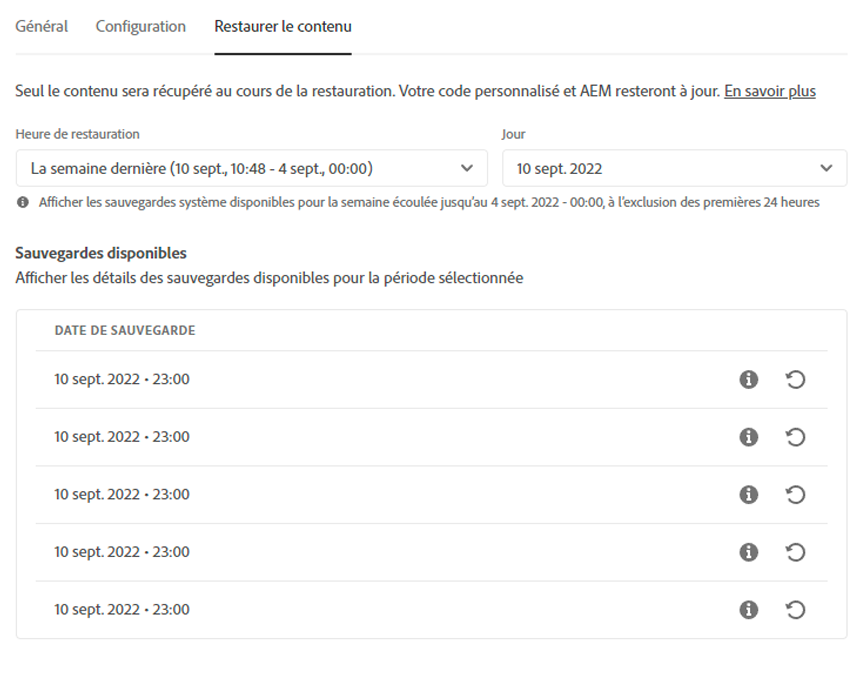 Général Configuration Restaurer le contenu
Seul le contenu sera récupéré au cours de la restauration. Votre code personnalisé et AEM resteront à jour. En savoir plus
Heure de restauration Jour
La semaine dernière (10 sept., 10:48 - 4 sept., 00:00) 10 sept. 2022
Afficher les sauvegardes système disponibles pour la semaine écoulée jusqu'au 4 sept. 2022 - 00:00, à l'exclusion des premières 24 heures
Sauvegardes disponibles
Afficher les détails des sauvegardes disponibles pour la période sélectionnée
DATE DE SAUVEGARDE
10 sept. 2022 • 23:00
10 sept. 2022 • 23:00
10 sept. 2022 • 23:00
10 sept. 2022 • 23:00
10 sept. 2022 • 23:00